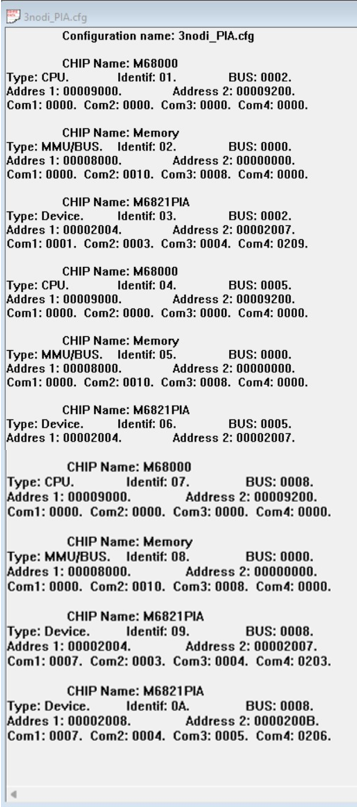 3nodi_PIA.cfg
Configuration name: 3nodi_PIA.cfg
CHIP Name: M68000
Type: CPU. Identif: 01. BUS: 0002.
Addres 1: 00009000. Address 2: 00009200.
Com1: 0000. Com2: 0000. Com3: 0000. Com4: 0000.
CHIP Name: Memory
Type: MMU/BUS. Identif: 02. BUS: 0000.
Addres 1: 00008000. Address 2: 00000000.
Com1: 0000. Com2: 0010. Com3: 0008. Com4: 0000.
CHIP Name: M6821PIA
Type: Device. Identif: 03. BUS: 0002.
Addres 1: 00002004. Address 2: 00002007.
Com1: 0001. Com2: 0003. Com3: 0004. Com4: 0209.
CHIP Name: M68000
Type: CPU. Identif: 04. BUS: 0005.
Addres 1: 00009000. Address 2: 00009200.
Com1: 0000. Com2: 0000. Com3: 0000. Com4: 0000.
CHIP Name: Memory
Type: MMU/BUS. Identif: 05. BUS: 0000.
Addres 1: 00008000. Address 2: 00000000.
Com1: 0000. Com2: 0010. Com3: 0008. Com4: 0000.
CHIP Name: M6821PIA
Type: Device. Identif: 06. BUS: 0005.
Addres 1: 00002004. Address 2: 00002007.
CHIP Name: M68000
Type: CPU. Identif: 07. BUS: 0008.
Addres 1: 00009000. Address 2: 00009200.
Com1: 0000. Com2: 0000. Com3: 0000. Com4: 0000.
CHIP Name: Memory
Type: MMU/BUS. Identif: 08. BUS: 0000.
Addres 1: 00008000. Address 2: 00000000.
Com1: 0000. Com2: 0010. Com3: 0008. Com4: 0000.
CHIP Name: M6821PIA
Type: Device. Identif: 09. BUS: 0008.
Addres 1: 00002004. Address 2: 00002007.
Com1: 0007. Com2: 0003. Com3: 0004. Com4: 0203.
CHIP Name: M6821PIA
Type: Device. Identif: 0A. BUS: 0008.
Addres 1: 00002008. Address 2: 0000200B.
Com1: 0007. Com2: 0004. Com3: 0005. Com4: 0206.